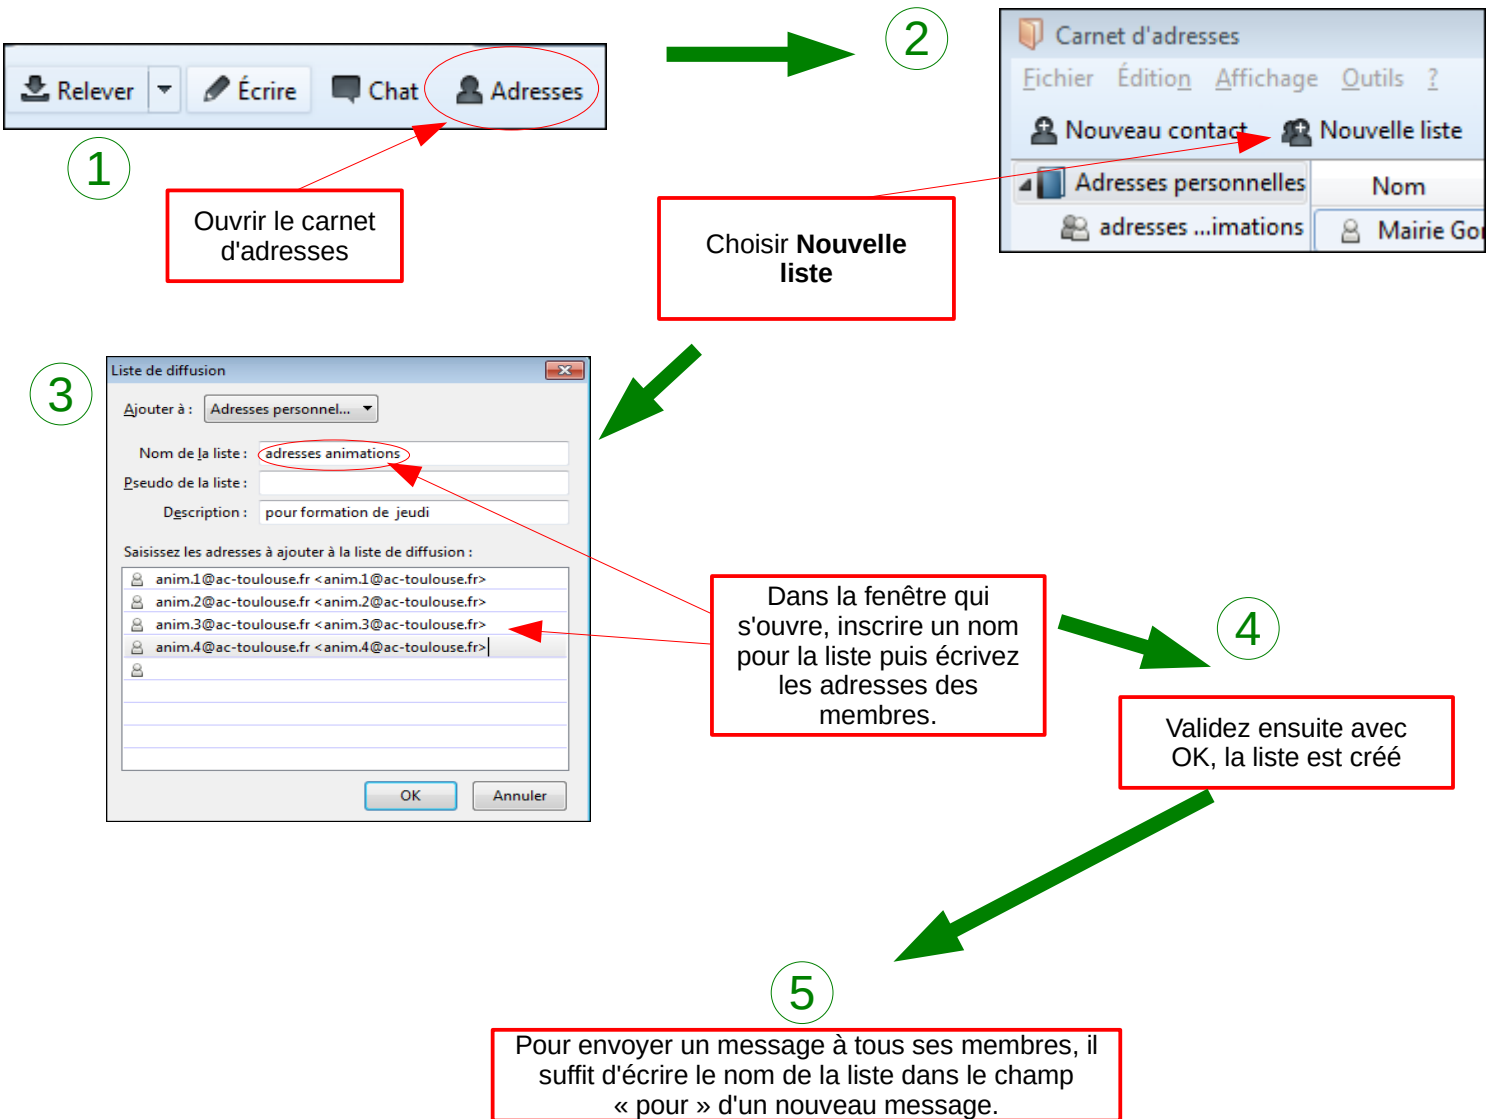 Relever
Écrire
Chat
Adresses
1
Ouvrir le carnet
d'adresses
2
Carnet d'adresses
Fichier Édition Affichage Outils ?
Nouveau contact Nouvelle liste
Adresses personnelles Nom
adresses ...imations Mairie Gor
Choisir Nouvelle
liste
3
Liste de diffusion
Ajouter à : Adresses personnel...
Nom de la liste : adresses animations
Pseudo de la liste :
Description : pour formation de jeudi
Saisissez les adresses à ajouter à la liste de diffusion :
anim.1@ac-toulouse.fr <anim.1@ac-toulouse.fr>
anim.2@ac-toulouse.fr <anim.2@ac-toulouse.fr>
anim.3@ac-toulouse.fr <anim.3@ac-toulouse.fr>
anim.4@ac-toulouse.fr <anim.4@ac-toulouse.fr>
OK Annuler
Dans la fenêtre qui
s'ouvre, inscrire un nom
pour la liste puis écrivez
les adresses des
membres.
4
Validez ensuite avec
OK, la liste est créé
5
Pour envoyer un message à tous ses membres, il
suffit d'écrire le nom de la liste dans le champ
« pour » d'un nouveau message.